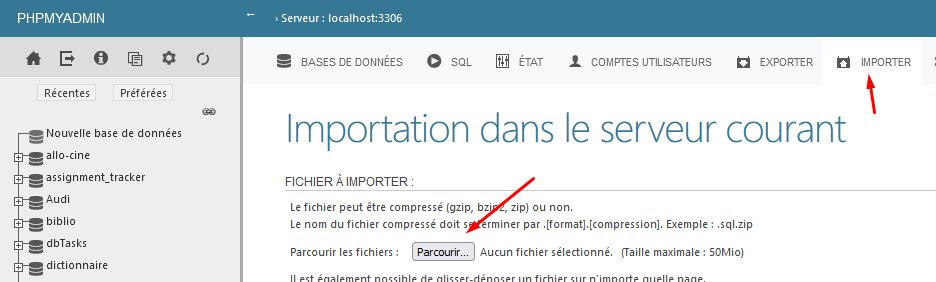 PHPMYADMIN
← › Serveur : localhost:3306
Récentes Préférées
Nouvelle base de données
allo-cine
assignment_tracker
Audi
biblio
dbTasks
dictionnaire
BASES DE DONNÉES SQL ÉTAT COMPTES UTILISATEURS EXPORTER IMPORTER
Importation dans le serveur courant
FICHIER À IMPORTER :
Le fichier peut être compressé (gzip, bzip2, zip) ou non.
Le nom du fichier compressé doit se terminer par .[format].[compression]. Exemple : .sql.zip
Parcourir les fichiers : Parcourir... Aucun fichier sélectionné. (Taille maximale : 50Mio)
Il est également possible de glisser-déposer un fichier sur n'importe quelle page.